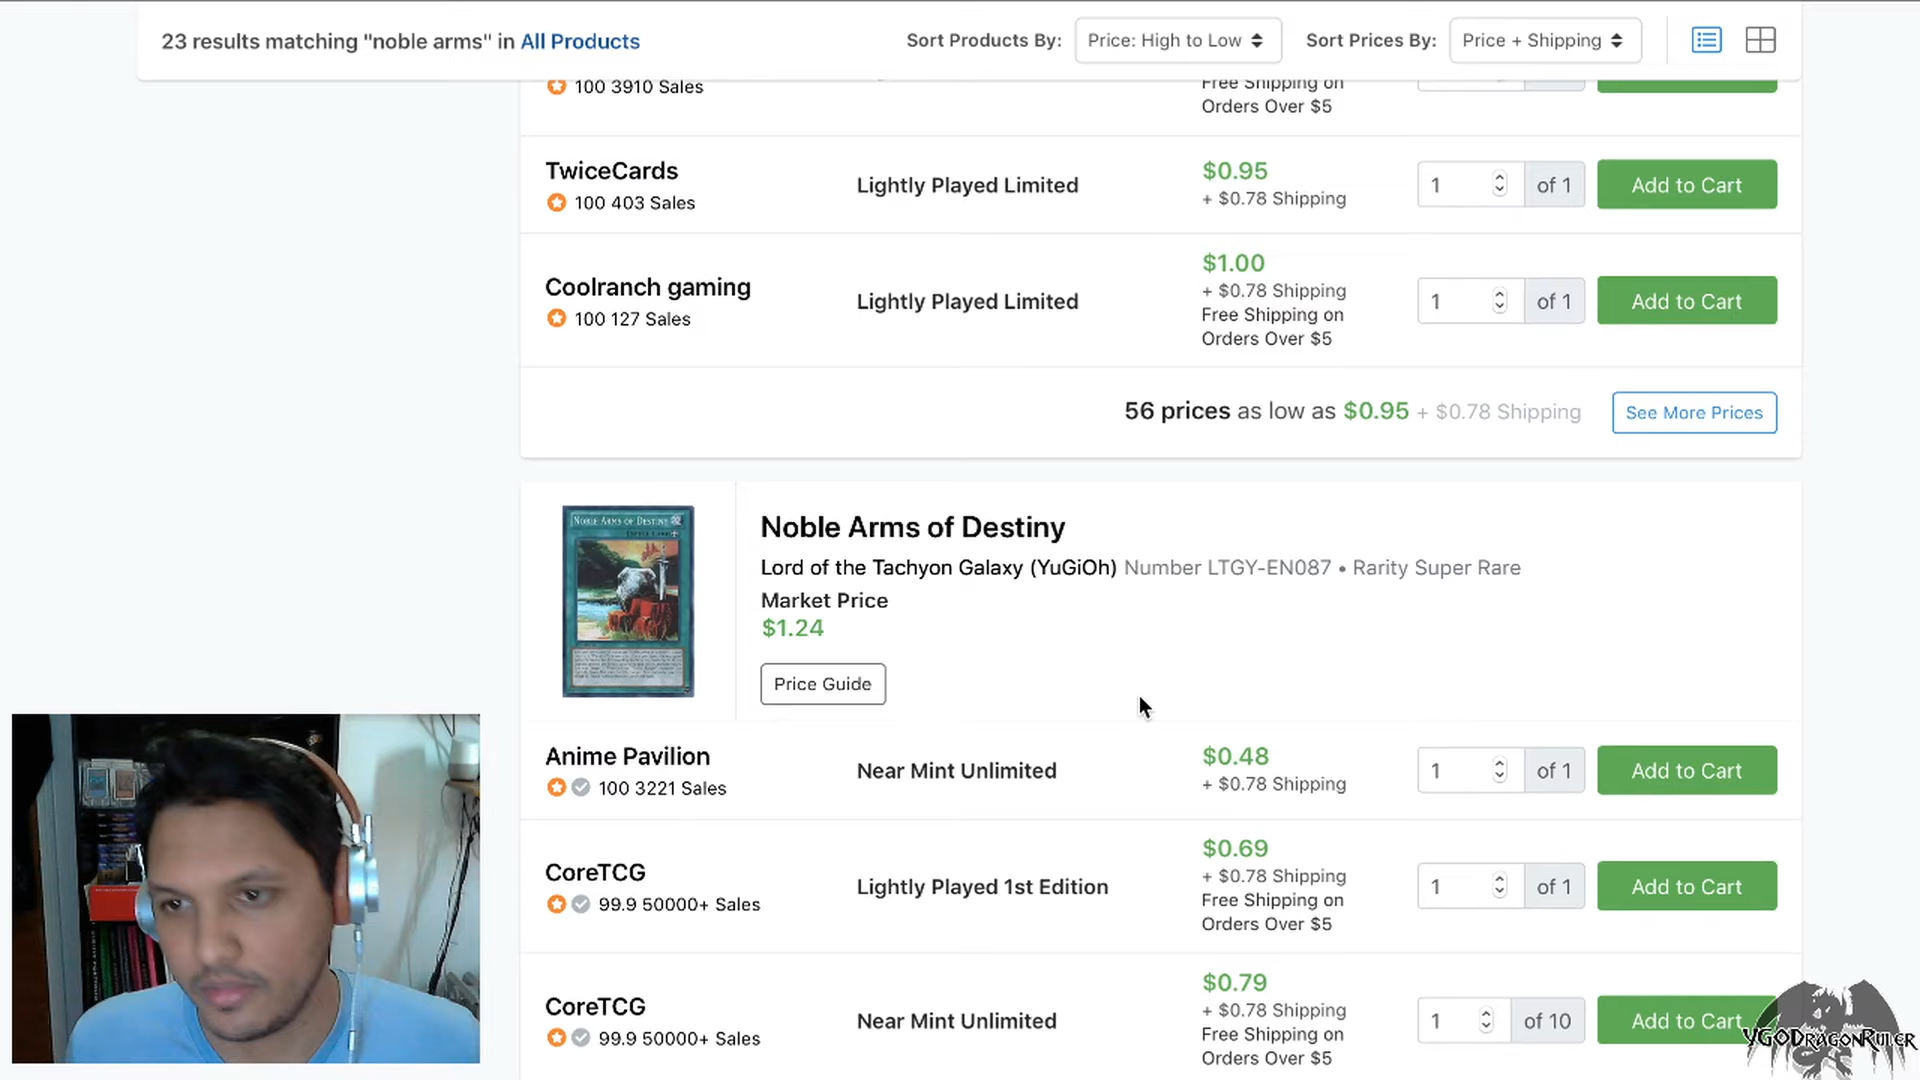 23 results matching "noble arms" in All Products
Sort Products By: Price: High to Low
Sort Prices By: Price + Shipping
100 3910 Sales
Free Shipping on
Orders Over $5
TwiceCards
100 403 Sales
Lightly Played Limited
$0.95
+ $0.78 Shipping
1 of 1
Add to Cart
Coolranch gaming
100 127 Sales
Lightly Played Limited
$1.00
+ $0.78 Shipping
Free Shipping on
Orders Over $5
1 of 1
Add to Cart
56 prices as low as $0.95 + $0.78 Shipping
See More Prices
NOBLE ARMS OF DESTINY
Noble Arms of Destiny
Lord of the Tachyon Galaxy (YuGiOh) Number LTGY-EN087 • Rarity Super Rare
Market Price
$1.24
Price Guide
Anime Pavilion
100 3221 Sales
Near Mint Unlimited
$0.48
+ $0.78 Shipping
1 of 1
Add to Cart
CoreTCG
99.9 50000+ Sales
Lightly Played 1st Edition
$0.69
+ $0.78 Shipping
Free Shipping on
Orders Over $5
1 of 1
Add to Cart
CoreTCG
99.9 50000+ Sales
Near Mint Unlimited
$0.79
+ $0.78 Shipping
Free Shipping on
Orders Over $5
1 of 10
Add to Cart
YGODRAGONRULER